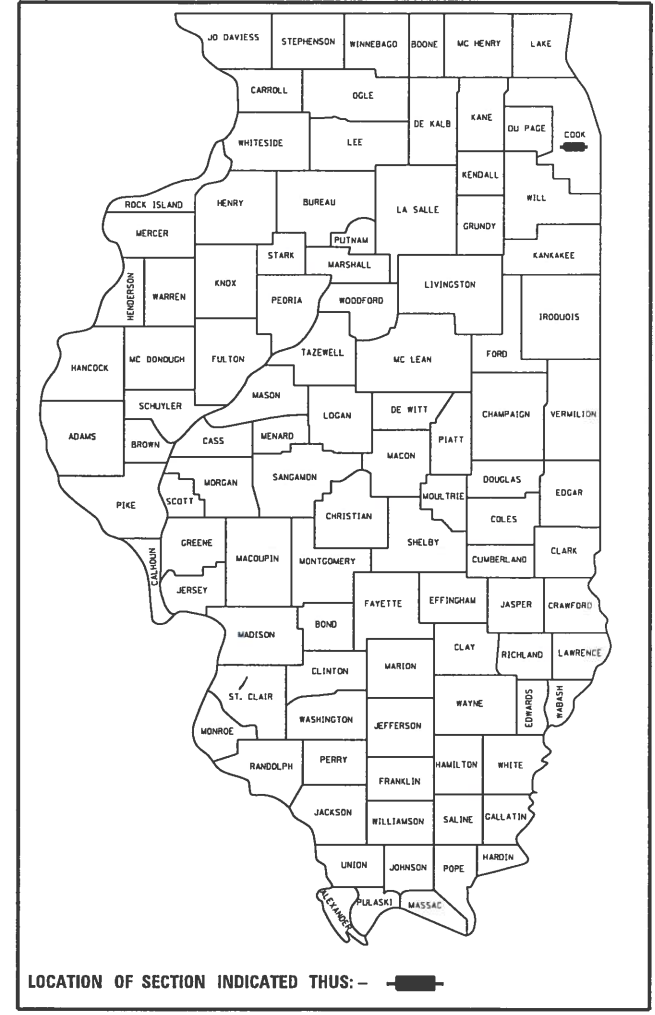 JO DAVIESS STEPHENSON WINNEBAGO BOONE MC HENRY LAKE
CARROLL OGLE
DE KALB KANE
DU PAGE COOK
WHITESIDE LEE
KENDALL
WILL
ROCK ISLAND HENRY BUREAU LA SALLE
GRUNDY
MERCER PUTNAM
STARK MARSHALL KANKAKEE
HENDERSON WARREN KNOX PEORIA WOODFORD LIVINGSTON
IROQUOIS
HANCOCK MC DONOUGH FULTON TAZEWELL MC LEAN FORD
MASON
SCHUYLER LOGAN DE WITT CHAMPAIGN VERMILION
ADAMS BROWN CASS MENARD PIATT
MACON
MORGAN SANGAMON DOUGLAS
SCOTT MOULTRIE EDGAR
PIKE CHRISTIAN COLES
GREENE SHELBY CLARK
CALHOUN MACOUPIN MONTGOMERY CUMBERLAND
JERSEY FAYETTE EFFINGHAM JASPER CRAWFORD
MADISON BOND
CLAY RICHLAND LAWRENCE
CLINTON MARION
ST. CLAIR WAYNE EDWARDS WABASH
WASHINGTON JEFFERSON
MONROE
RANDOLPH PERRY HAMILTON WHITE
FRANKLIN
JACKSON WILLIAMSON SALINE GALLATIN
UNION JOHNSON POPE HARDIN
ALEXANDER PULASKI MASSAC
LOCATION OF SECTION INDICATED THUS: –